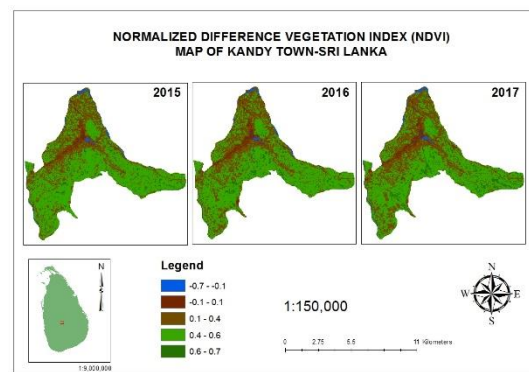 NORMALIZED DIFFERENCE VEGETATION INDEX (NDVI)
MAP OF KANDY TOWN-SRI LANKA
2015
2016
2017
N
1:9,000,000
Legend
-0.7 - -0.1
-0.1 - 0.1
0.1 - 0.4
0.4 - 0.6
0.6 - 0.7
1:150,000
0 2.75 5.5 11 Kilometers
N
W E
S